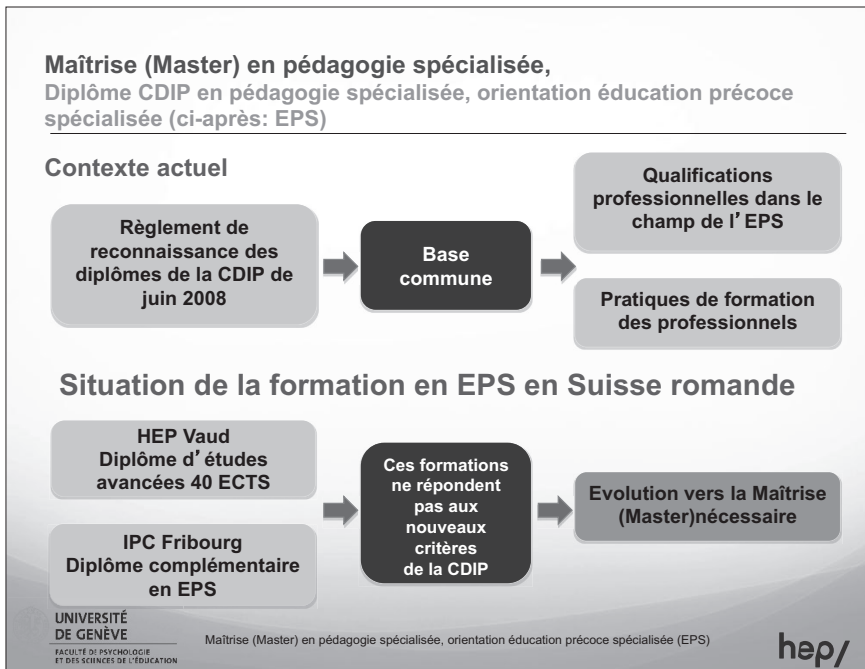 Maîtrise (Master) en pédagogie spécialisée,
Diplôme CDIP en pédagogie spécialisée, orientation éducation précoce
spécialisée (ci-après: EPS)
Contexte actuel
Règlement de
reconnaissance des
diplômes de la CDIP de
juin 2008
Base
commune
Qualifications
professionnelles dans le
champ de l’EPS
Pratiques de formation
des professionnels
Situation de la formation en EPS en Suisse romande
HEP Vaud
Diplôme d’études
avancées 40 ECTS
IPC Fribourg
Diplôme complémentaire
en EPS
Ces formations
ne répondent
pas aux
nouveaux
critères
de la CDIP
Evolution vers la Maîtrise
(Master)nécessaire
UNIVERSITÉ
DE GENÈVE
FACULTÉ DE PSYCHOLOGIE
ET DES SCIENCES DE L'ÉDUCATION
Maîtrise (Master) en pédagogie spécialisée, orientation éducation précoce spécialisée (EPS)
hep/